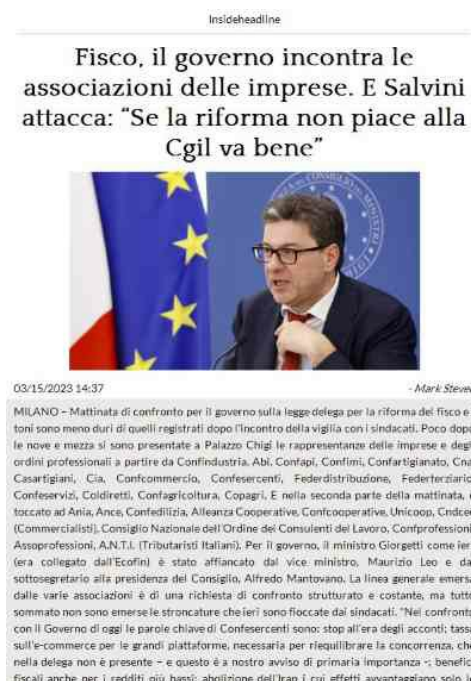 Insideheadline
Fisco, il governo incontra le
associazioni delle imprese. E Salvini
attacca: “Se la riforma non piace alla
Cgil va bene”
03/15/2023 14:37
- Mark Steven
MILANO – Mattinata di confronto per il governo sulla legge delega per la riforma del fisco e
toni sono meno duri di quelli registrati dopo l'incontro della vigilia con i sindacati. Poco dopo
le nove e mezza si sono presentate a Palazzo Chigi le rappresentanze delle imprese e degl
ordini professionali a partire da Confindustria, Abi, Confapi, Confimi, Confartigianato, Cna
Casartigiani, Cia, Confcommercio, Confesercenti, Federdistribuzione, Federterziario
Confeservizi, Coldiretti, Confagricoltura, Copagri. E nella seconda parte della mattinata,
toccato ad Ania, Ance, Confedilizia, Alleanza Cooperative, Confcooperative, Unicoop, Cndcec
(Commercialisti), Consiglio Nazionale dell'Ordine dei Consulenti del Lavoro, Confprofessioni
Assoprofessioni, A.N.T.I. (Tributaristi Italiani). Per il governo, il ministro Giorgetti come ier
(era collegato dall'Ecofin) è stato affiancato dal vice ministro, Maurizio Leo e da
sottosegretario alla presidenza del Consiglio, Alfredo Mantovano. La linea generale emersa
dalle varie associazioni è di una richiesta di confronto strutturato e costante, ma tutto
sommato non sono emerse le stroncature che ieri sono fioccate dai sindacati. "Nel confronto
con il Governo di oggi le parole chiave di Confesercenti sono: stop all'era degli acconti; tassa
sull'e-commerce per le grandi piattaforme, necessaria per riequilibrare la concorrenza, che
nella delega non è presente – e questo è a nostro avviso di primaria importanza -; benefic
fiscali anche per i redditi più bassi; abolizione dell'Irap i cui effetti avvantaggiano solo le